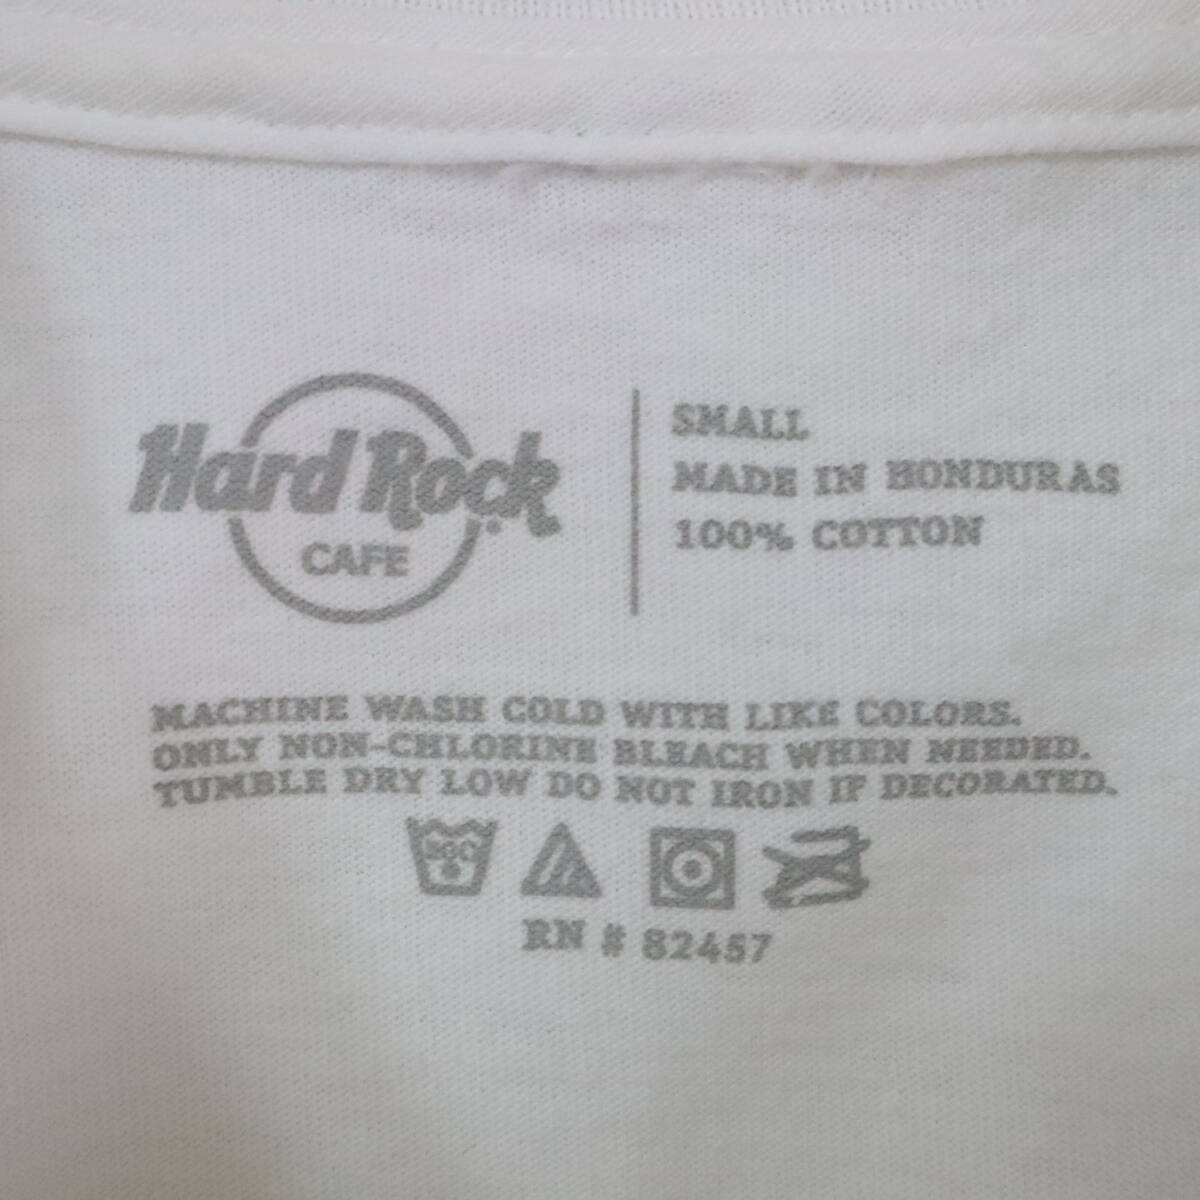 Hard Rock
CAFE
SMALL
MADE IN HONDURAS
100% COTTON
MACHINE WASH COLD WITH LIKE COLORS.
ONLY NON-CHLORINE BLEACH WHEN NEEDED.
TUMBLE DRY LOW DO NOT IRON IF DECORATED.
RN # 82457